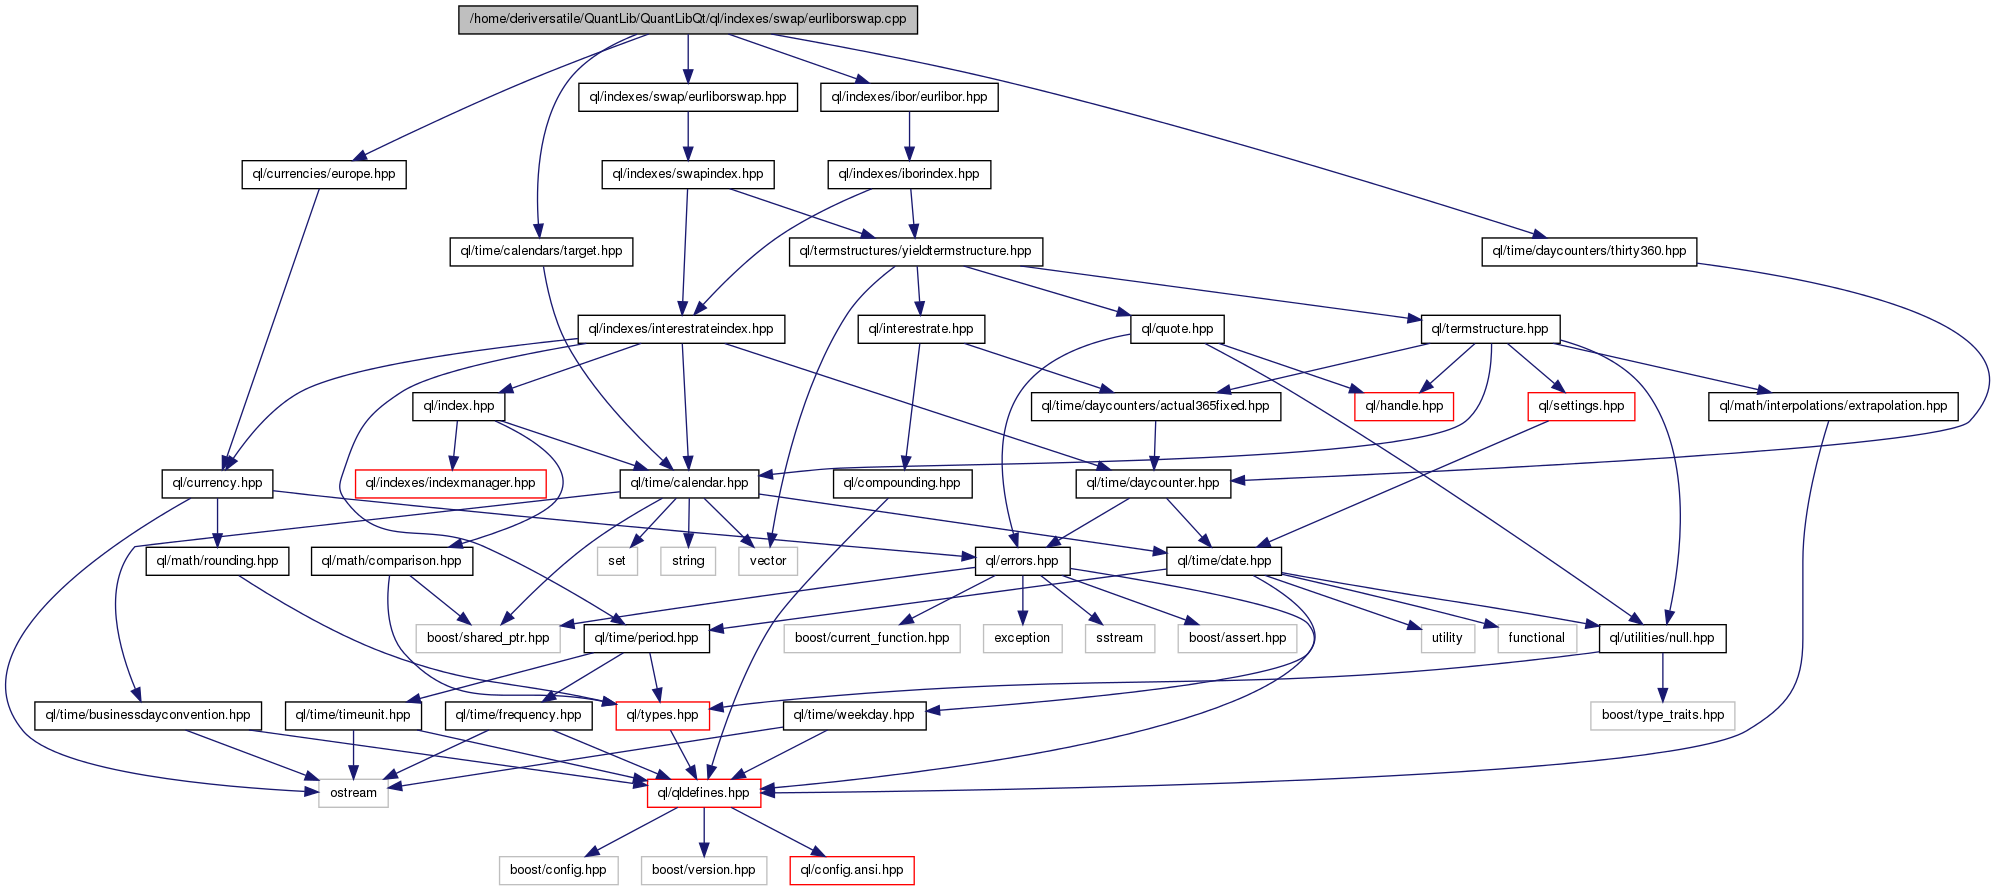 /home/deriversatile/QuantLib/QuantLibQt/ql/indexes/swap/eurliborswap.cpp
ql/indexes/swap/eurliborswap.hpp
ql/indexes/ibor/eurlibor.hpp
ql/currencies/europe.hpp
ql/indexes/swapindex.hpp
ql/indexes/iborindex.hpp
ql/time/calendars/target.hpp
ql/termstructures/yieldtermstructure.hpp
ql/time/daycounters/thirty360.hpp
ql/indexes/interestrateindex.hpp
ql/interestrate.hpp
ql/quote.hpp
ql/termstructure.hpp
ql/index.hpp
ql/time/daycounters/actual365fixed.hpp
ql/handle.hpp
ql/settings.hpp
ql/math/interpolations/extrapolation.hpp
ql/currency.hpp
ql/indexes/indexmanager.hpp
ql/time/calendar.hpp
ql/compounding.hpp
ql/time/daycounter.hpp
ql/math/rounding.hpp
ql/math/comparison.hpp
set
string
vector
ql/errors.hpp
ql/time/date.hpp
boost/shared_ptr.hpp
ql/time/period.hpp
boost/current_function.hpp
exception
sstream
boost/assert.hpp
utility
functional
ql/utilities/null.hpp
ql/time/businessdayconvention.hpp
ql/time/timeunit.hpp
ql/time/frequency.hpp
ql/types.hpp
ql/time/weekday.hpp
boost/type_traits.hpp
ostream
ql/qldefines.hpp
boost/config.hpp
boost/version.hpp
ql/config.ansi.hpp